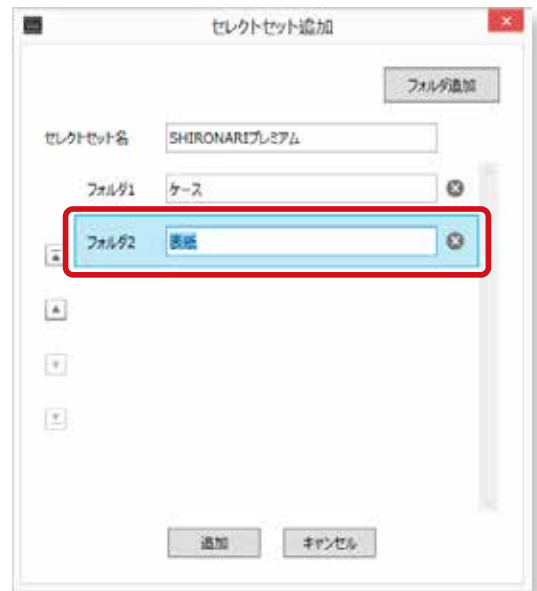 セレクトセット追加
フォルダ追加
セレクトセット名 SHIRONARIプレミアム
フォルダ1 ケース
フォルダ2 表紙
追加 キャンセル